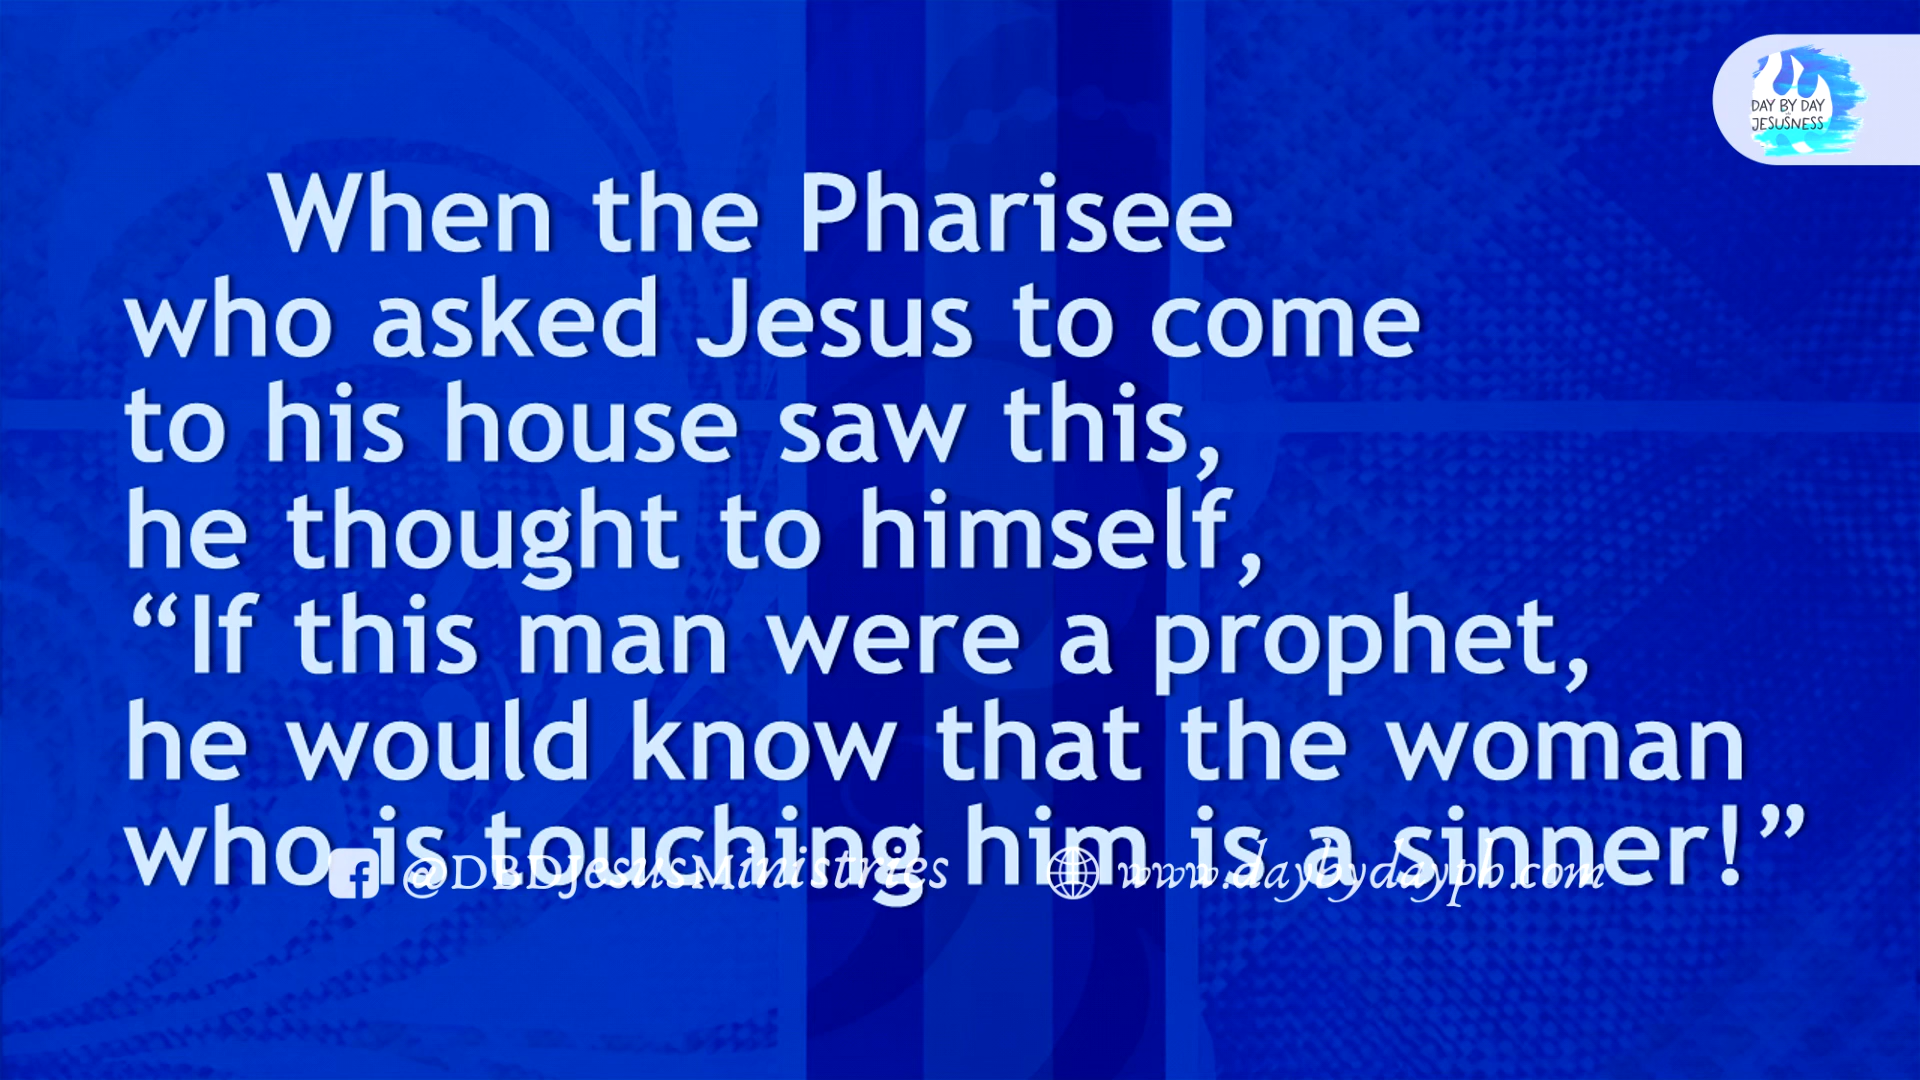 DAY BY DAY
JESUSNESS
When the Pharisee
who asked Jesus to come
to his house saw this,
he thought to himself,
“If this man were a prophet,
he would know that the woman
who is touching him is a sinner!”
@DBDJesusMinistries www.daybydayph.com